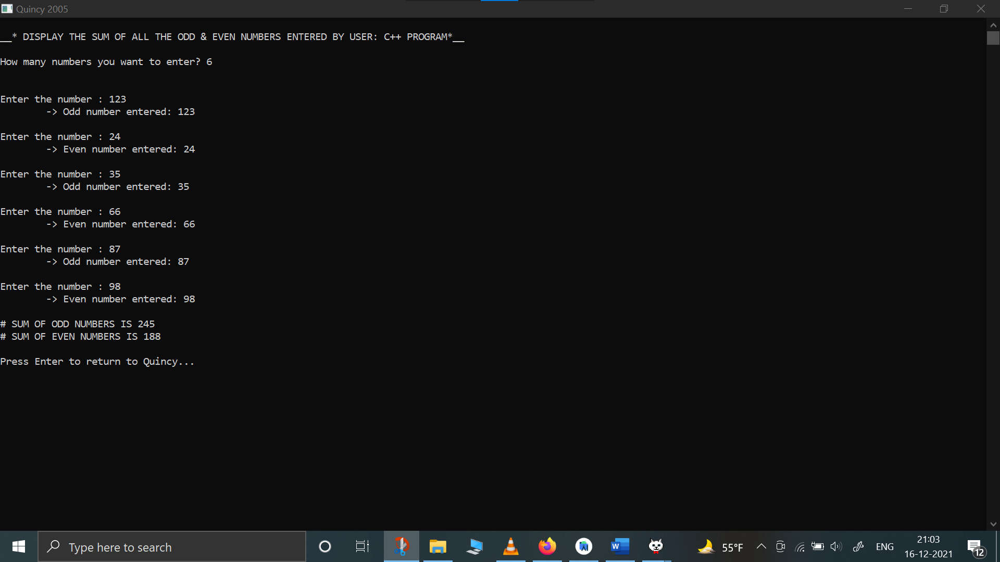 Quincy 2005
__* DISPLAY THE SUM OF ALL THE ODD & EVEN NUMBERS ENTERED BY USER: C++ PROGRAM*__
How many numbers you want to enter? 6
Enter the number : 123
-> Odd number entered: 123
Enter the number : 24
-> Even number entered: 24
Enter the number : 35
-> Odd number entered: 35
Enter the number : 66
-> Even number entered: 66
Enter the number : 87
-> Odd number entered: 87
Enter the number : 98
-> Even number entered: 98
# SUM OF ODD NUMBERS IS 245
# SUM OF EVEN NUMBERS IS 188
Press Enter to return to Quincy...
Type here to search
W
55°F
ENG
21:03
16-12-2021
12